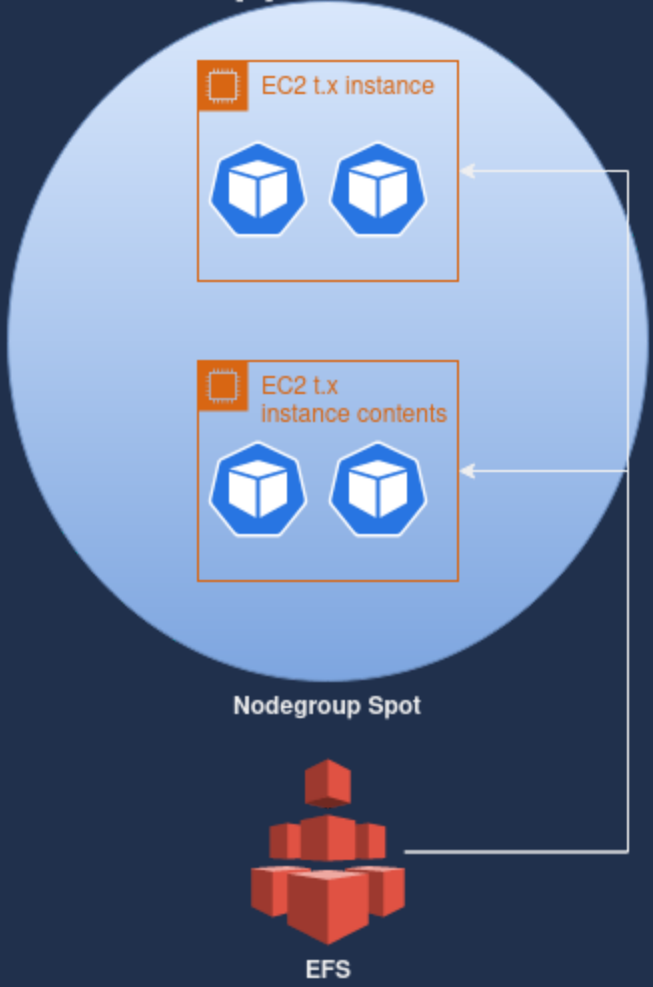 EC2 t.x instance
EC2 t.x
instance contents
Nodegroup Spot
EFS